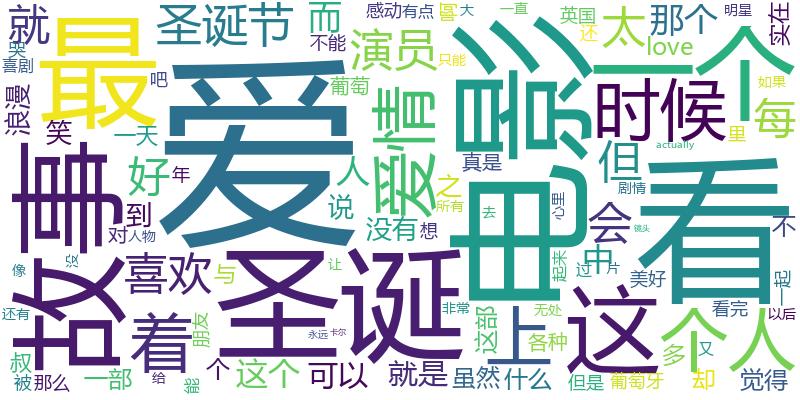 就
圣诞节
而
感动
有点
一直
明星
大
英国
还
那个
实在
哭
喜剧
最
爱
吧
不能
演员
只能
太
love
一个
电影
浪漫
笑
葡萄
爱情
时候
每
如果
一天
年
真是
里
actually
故事
好
人
之
但
剧情
看
到
说
所有
去
心里
对
人物
没有
想
会
不
镜头
像
没
喜欢
与
圣诞
让
起来
中
过
片
美好
一起
还有
着
朋友
永远
卡尔
非常
这部
上
无处
各种
这
看完
以后
个人
多
又
叔
被
那么
一部
给
能
个
这个
可以
就是
虽然
什么
但是
葡萄牙
却
觉得